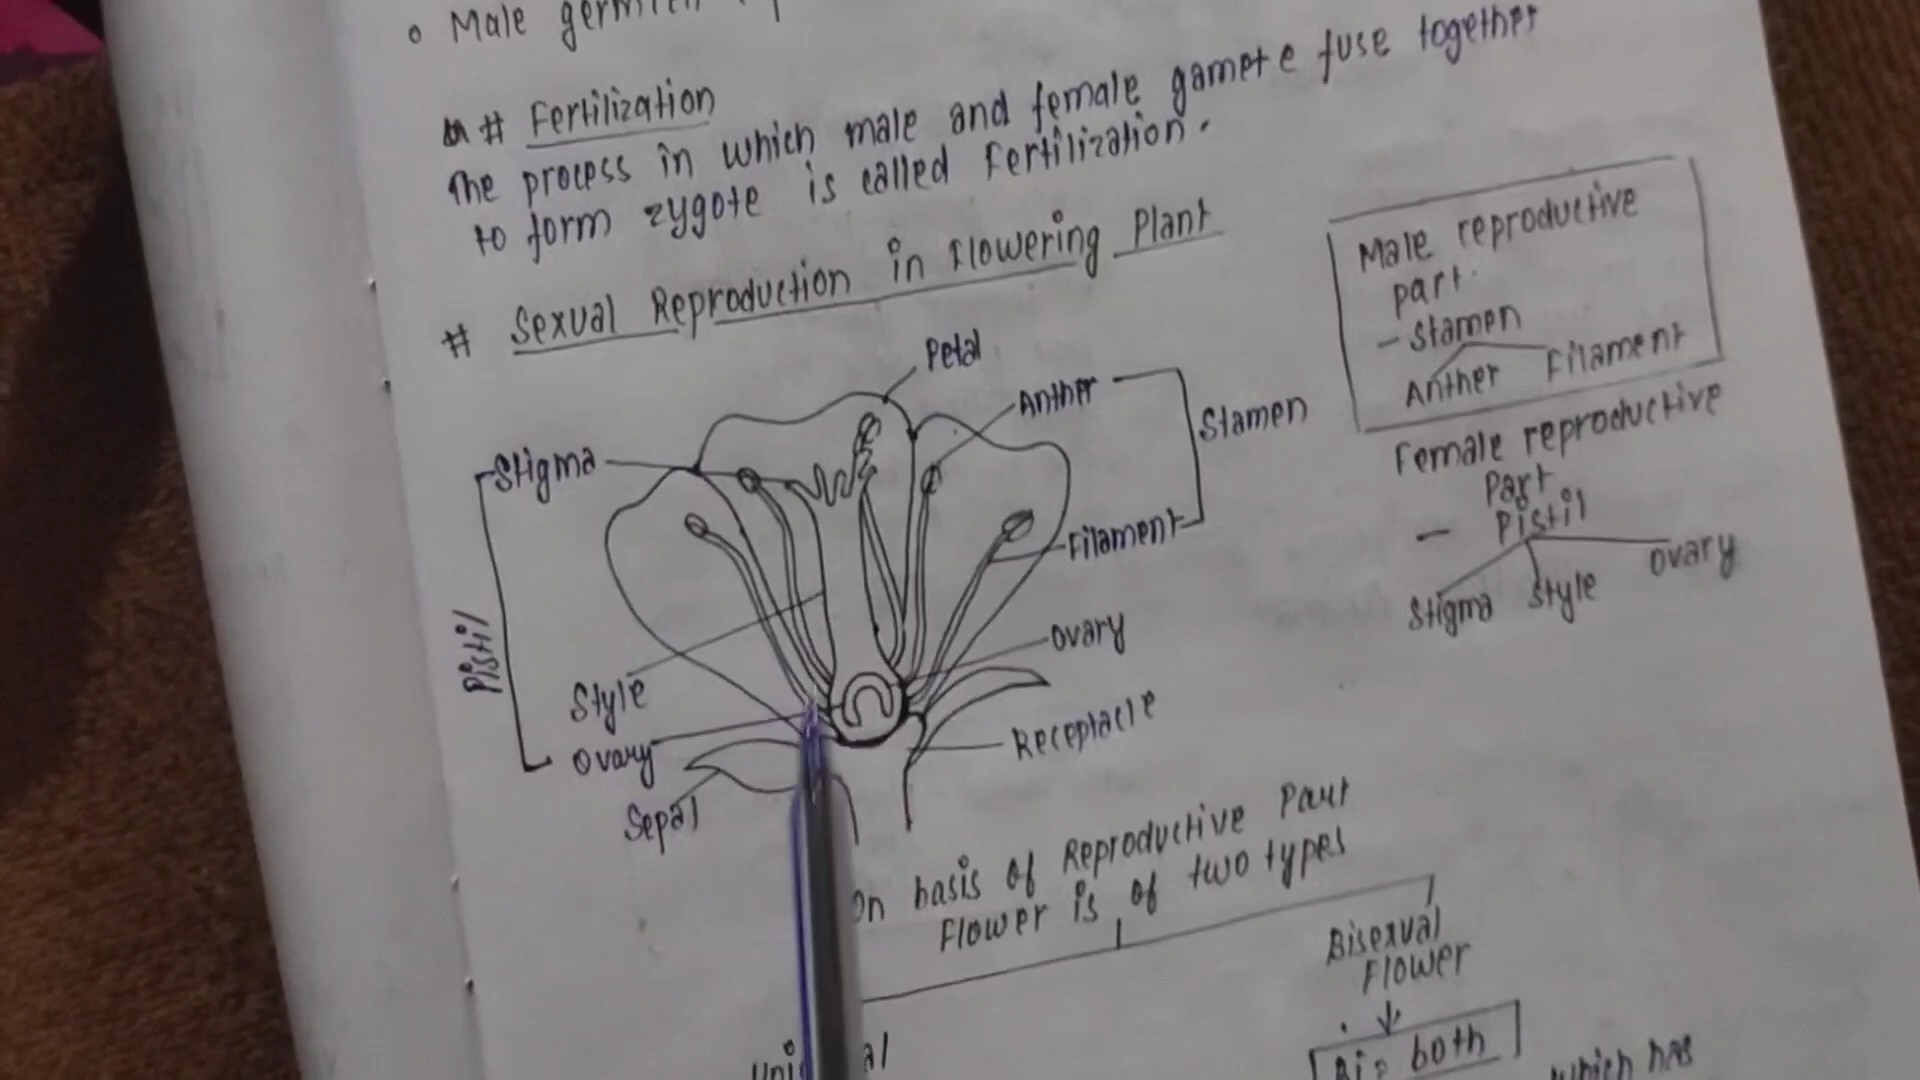 • Male
# Fertilization
The process in which male and female gamete fuse together
to form zygote is called Fertilization.
# Sexual Reproduction in Flowering Plant
Petal
Anther
Stamen
Stigma
Filament
Pistil
Ovary
Style
Ovary
Receptacle
Sepal
Male reproductive
part.
- Stamen
Anther Filament
Female reproductive
Part
- Pistil
Stigma Style Ovary
on basis of Reproductive Part
Flower is of two types
Bisexual
Flower
both
which has